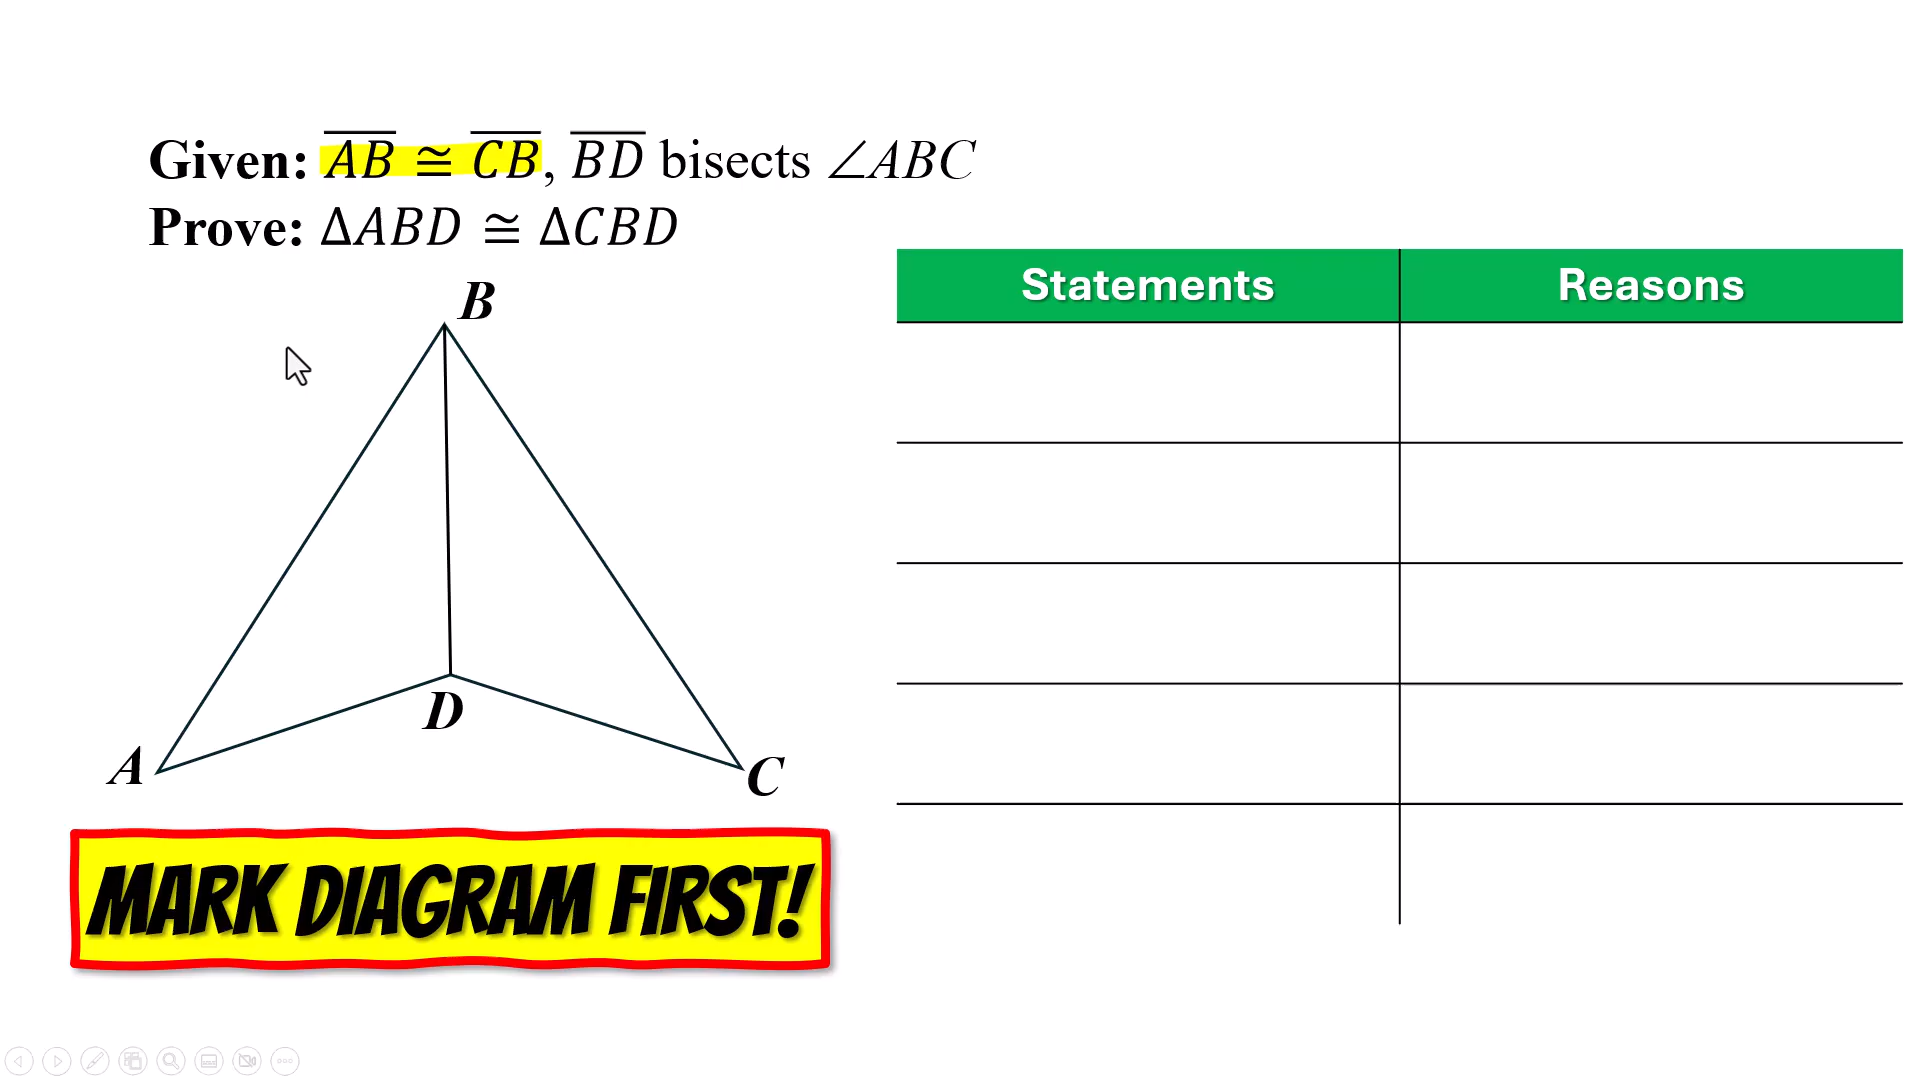 Given: AB ≅ CB, BD bisects ∠ABC
Prove: ΔABD ≅ ΔCBD
Statements Reasons
B
D
A
C
MARK DIAGRAM FIRST!